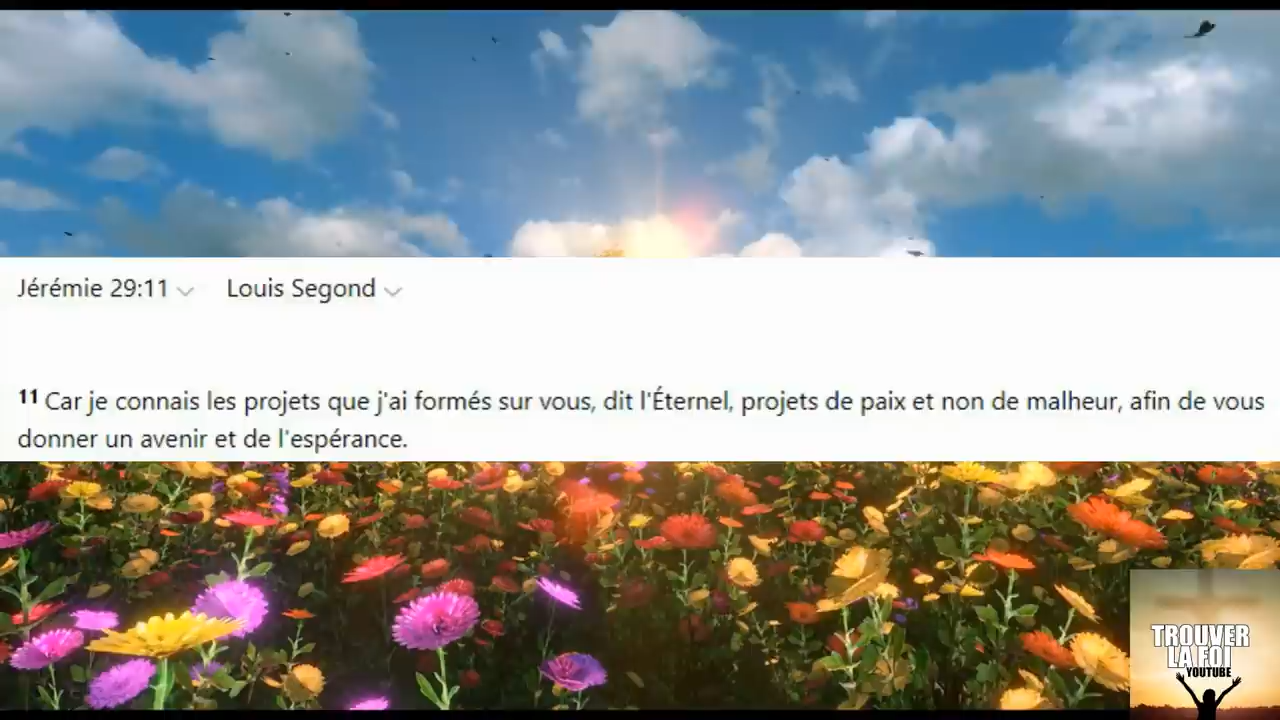 Jérémie 29:11 Louis Segond
11 Car je connais les projets que j'ai formés sur vous, dit l'Éternel, projets de paix et non de malheur, afin de vous
donner un avenir et de l'espérance.
TROUVER
LA FOI
YOUTUBE